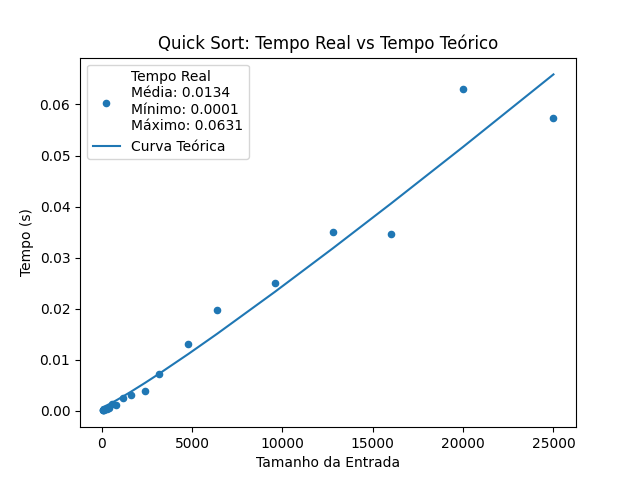 Quick Sort: Tempo Real vs Tempo Teórico
Tempo Real
Média: 0.0134
Mínimo: 0.0001
Máximo: 0.0631
Curva Teórica
Tempo (s)
0.06
0.05
0.04
0.03
0.02
0.01
0.00
0 5000 10000 15000 20000 25000
Tamanho da Entrada